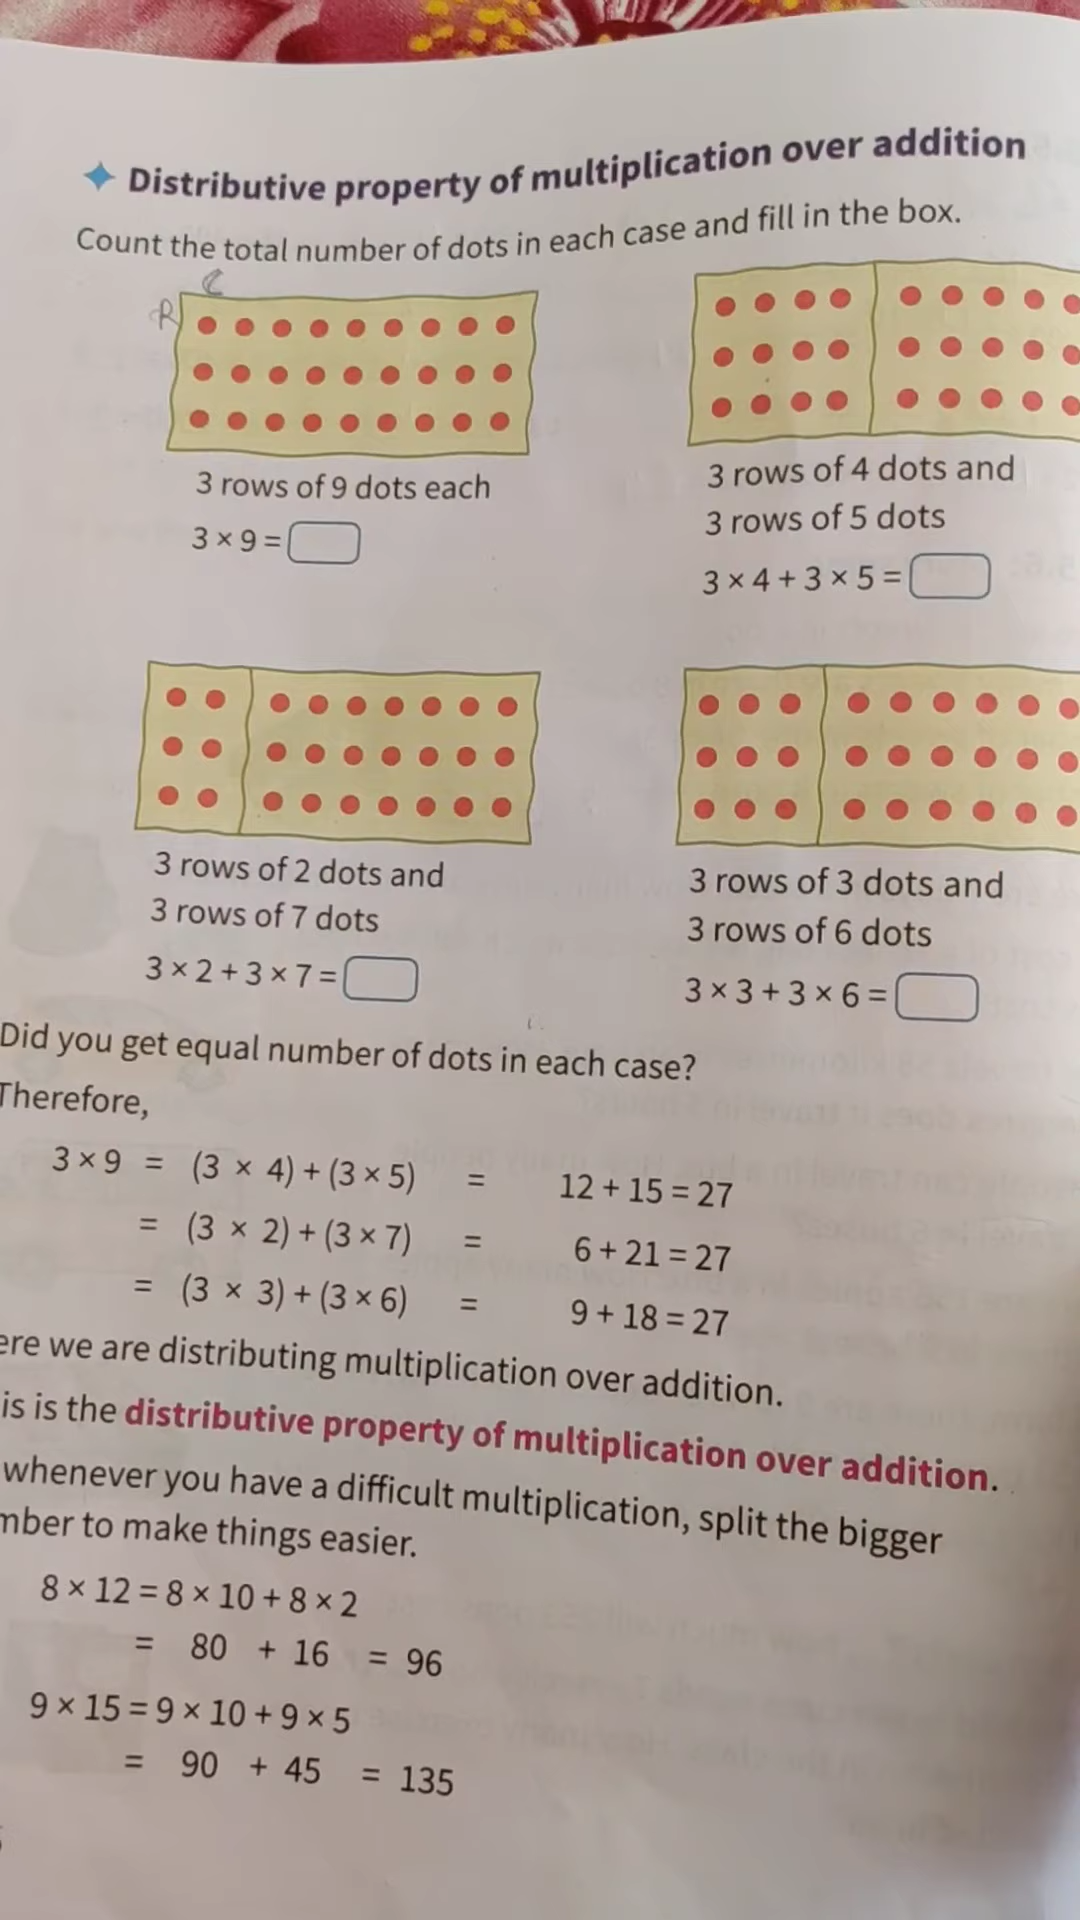 Distributive property of multiplication over addition
Count the total number of dots in each case and fill in the box.
C
R
3 rows of 9 dots each
3 × 9 =
3 rows of 4 dots and
3 rows of 5 dots
3 × 4 + 3 × 5 =
3 rows of 2 dots and
3 rows of 7 dots
3 × 2 + 3 × 7 =
3 rows of 3 dots and
3 rows of 6 dots
3 × 3 + 3 × 6 =
Did you get equal number of dots in each case?
Therefore,
3 × 9 = (3 × 4) + (3 × 5) = 12 + 15 = 27
= (3 × 2) + (3 × 7) = 6 + 21 = 27
= (3 × 3) + (3 × 6) = 9 + 18 = 27
ere we are distributing multiplication over addition.
is is the distributive property of multiplication over addition.
whenever you have a difficult multiplication, split the bigger
mber to make things easier.
8 × 12 = 8 × 10 + 8 × 2
= 80 + 16 = 96
9 × 15 = 9 × 10 + 9 × 5
= 90 + 45 = 135